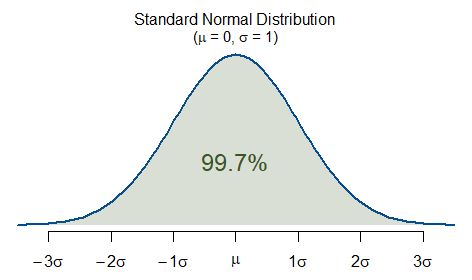 Standard Normal Distribution
(μ = 0, σ = 1)
99.7%
−3σ −2σ −1σ μ 1σ 2σ 3σ